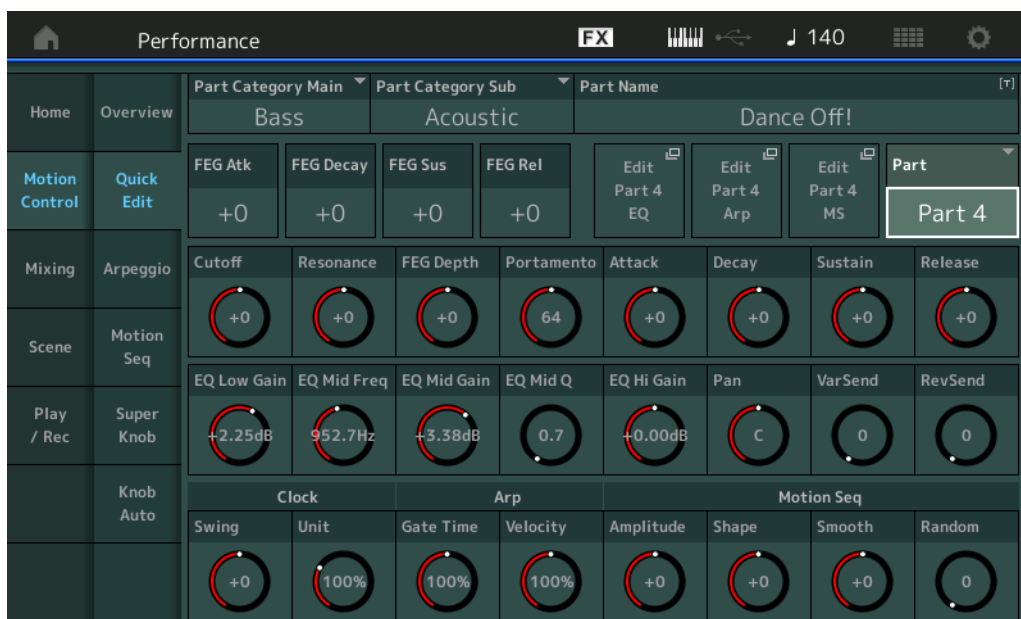 Performance
FX
♩ 140
Home
Motion
Control
Mixing
Scene
Play
/ Rec
Overview
Quick
Edit
Arpeggio
Motion
Seq
Super
Knob
Knob
Auto
Part Category Main
Bass
Part Category Sub
Acoustic
Part Name
[T]
Dance Off!
FEG Atk
+0
FEG Decay
+0
FEG Sus
+0
FEG Rel
+0
Edit
Part 4
EQ
Edit
Part 4
Arp
Edit
Part 4
MS
Part
Part 4
Cutoff
+0
Resonance
+0
FEG Depth
+0
Portamento
64
Attack
+0
Decay
+0
Sustain
+0
Release
+0
EQ Low Gain
+2.25dB
EQ Mid Freq
952.7Hz
EQ Mid Gain
+3.38dB
EQ Mid Q
0.7
EQ Hi Gain
+0.00dB
Pan
C
VarSend
0
RevSend
0
Clock
Arp
Motion Seq
Swing
+0
Unit
100%
Gate Time
100%
Velocity
100%
Amplitude
+0
Shape
+0
Smooth
+0
Random
0